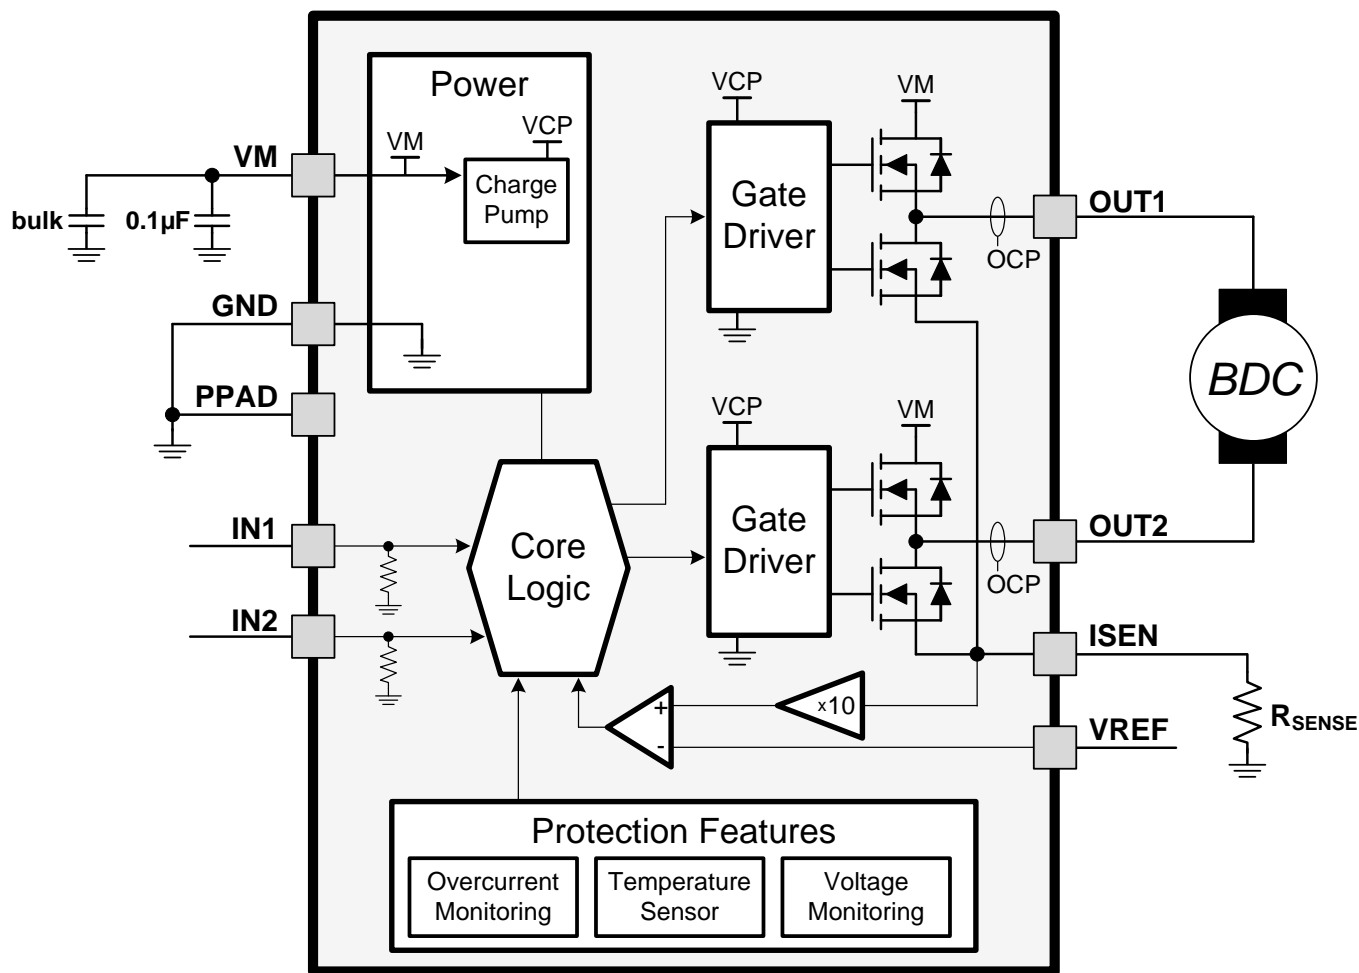 Power
VCP
VM
VM
Charge
Pump
bulk
0.1µF
GND
PPAD
VCP
VM
Gate
Driver
OUT1
OCP
BDC
VCP
VM
Gate
Driver
OUT2
OCP
IN1
IN2
Core
Logic
ISEN
x10
+
-
VREF
RSENSE
Protection Features
Overcurrent
Monitoring
Temperature
Sensor
Voltage
Monitoring